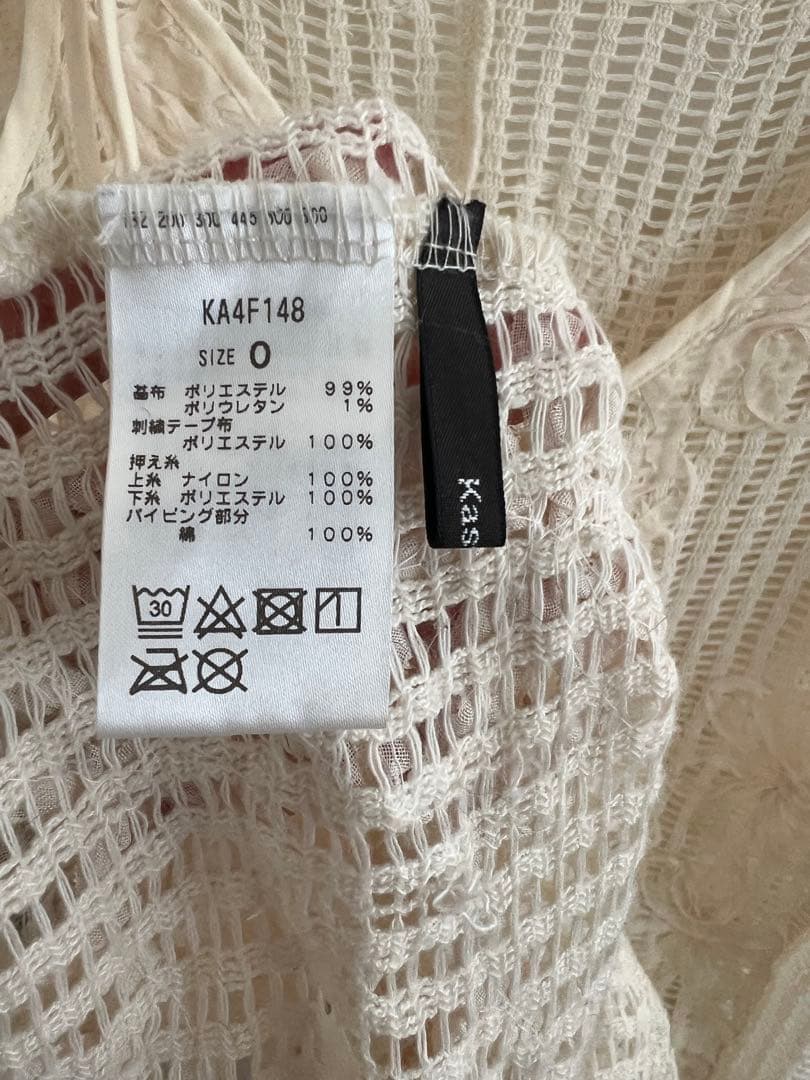 KA4F148
SIZE 0
基布 ポリエステル 99%
ポリウレタン 1%
刺繍テープ布
ポリエステル 100%
押え糸
上糸 ナイロン 100%
下糸 ポリエステル 100%
パイピング部分
綿 100%
30
Kas